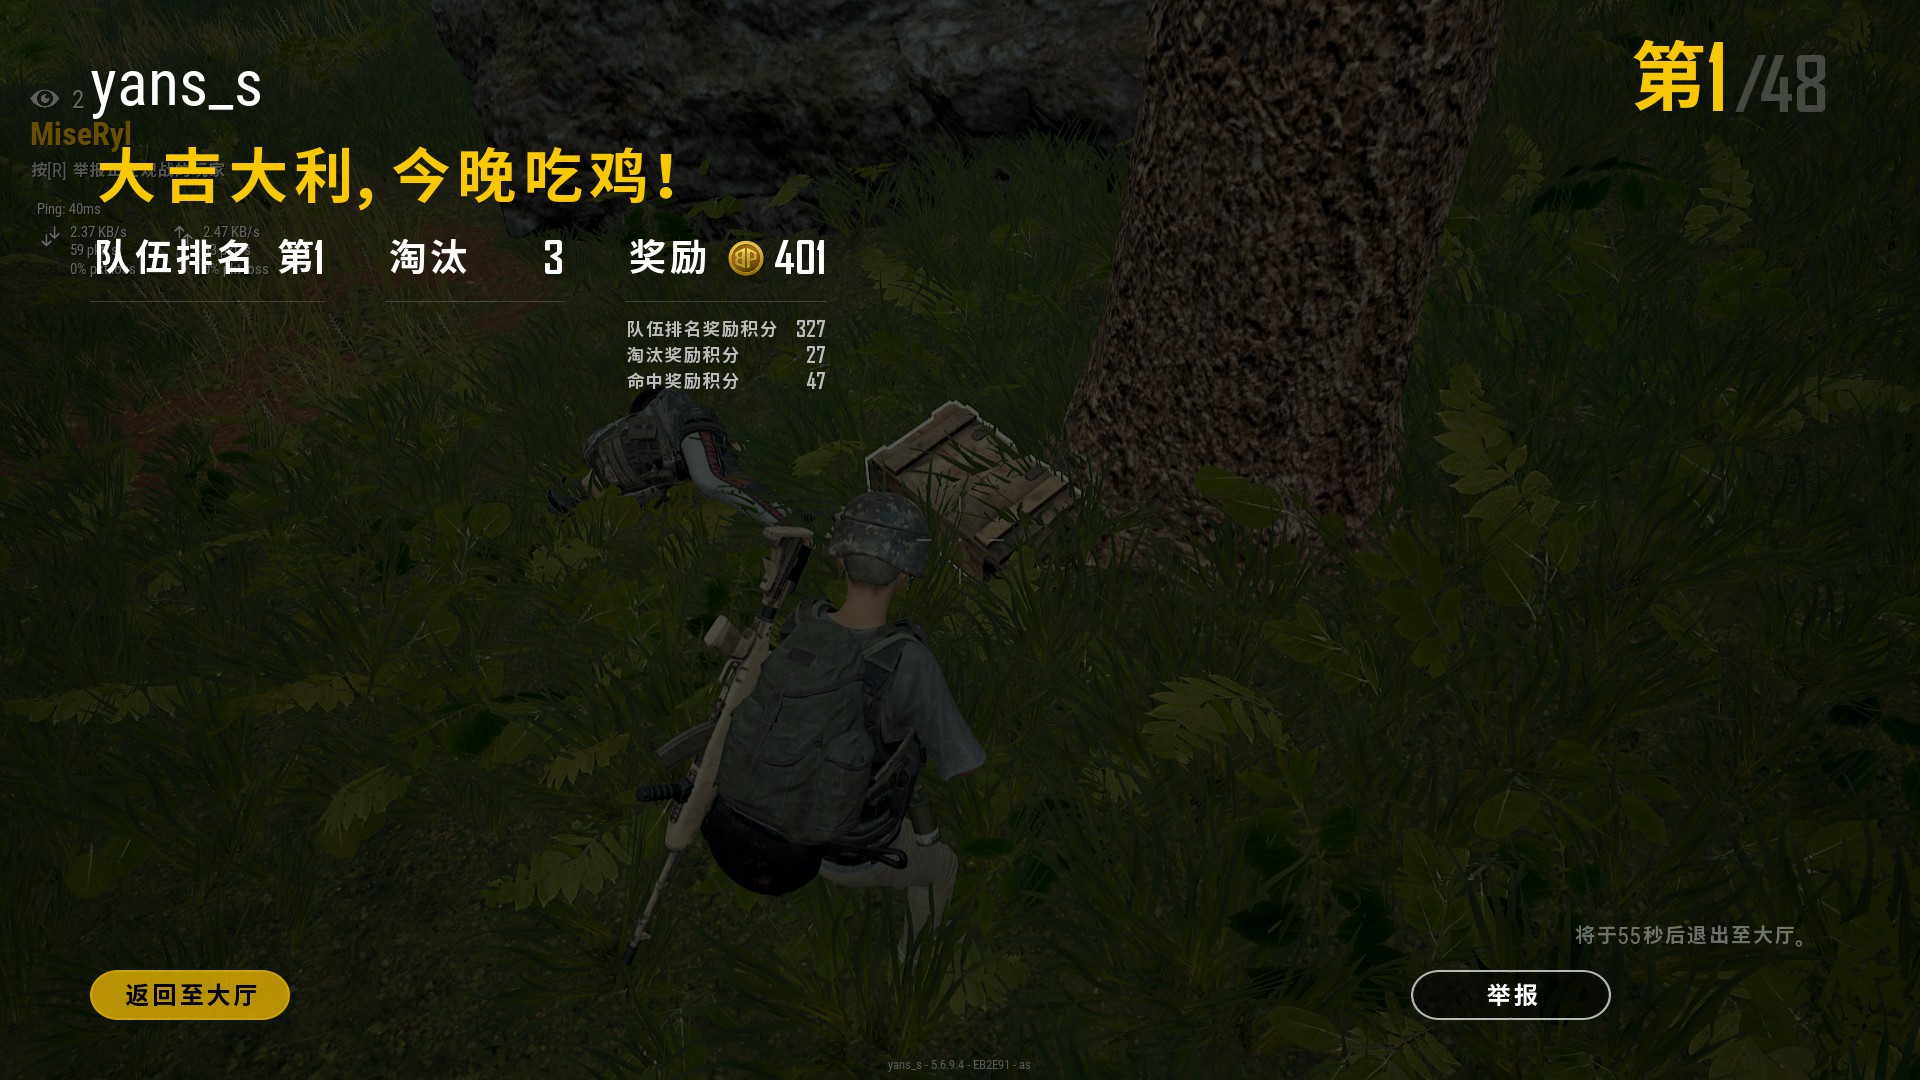 yans_s
第1/48
2
MiseRyl
大吉大利, 今晚吃鸡!
Ping: 40ms
2.37 KB/s 2.47 KB/s
队伍排名 第1 淘汰 3 奖励 BP 401
队伍排名奖励积分 327
淘汰奖励积分 27
命中奖励积分 47
将于55秒后退出至大厅。
返回至大厅
举报
yans_s - 5.6.9.4 - EB2E91 - as